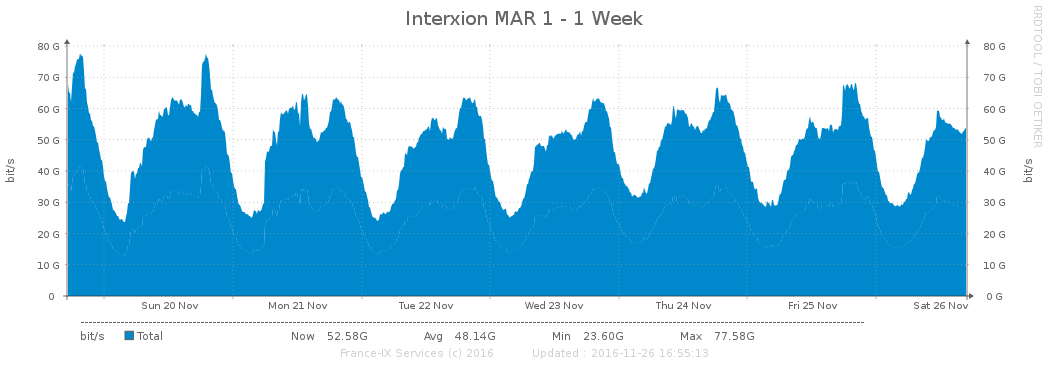 Interxion MAR 1 - 1 Week
RRDTOOL / TOBI OETIKER
80 G 80 G
70 G 70 G
60 G 60 G
50 G 50 G
40 G 40 G
30 G 30 G
20 G 20 G
10 G 10 G
0 0 G
bit/s
bit/s
Sun 20 Nov Mon 21 Nov Tue 22 Nov Wed 23 Nov Thu 24 Nov Fri 25 Nov Sat 26 Nov
bit/s Total Now 52.58G Avg 48.14G Min 23.60G Max 77.58G
France-IX Services (c) 2016 Updated : 2016-11-26 16:55:13